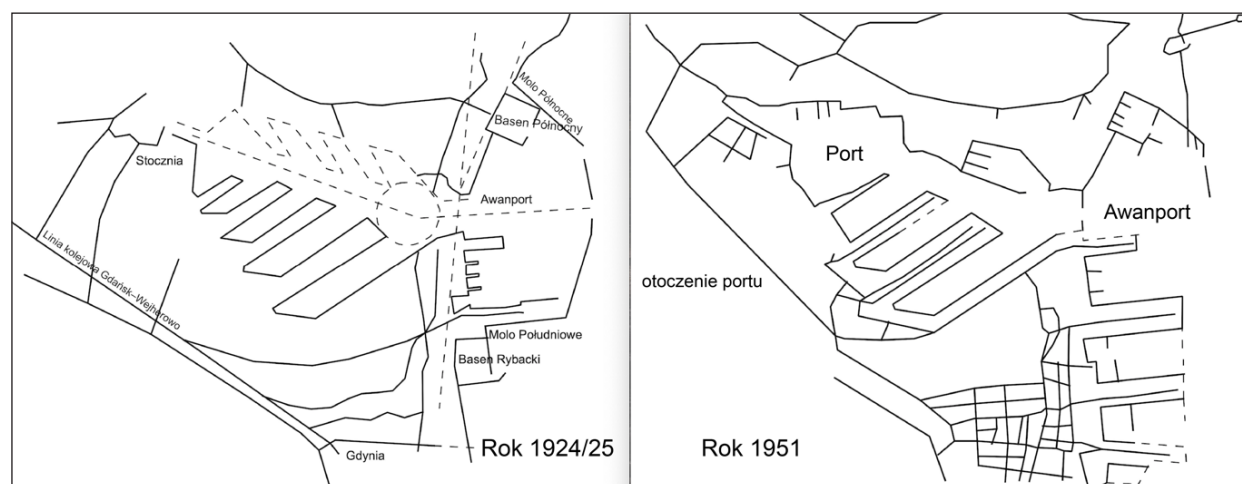 Molo Północne
Basen Północny
Stocznia
Awanport
Linia kolejowa Gdańsk–Wejherowo
Molo Południowe
Basen Rybacki
Gdynia
Rok 1924/25
Port
Awanport
otoczenie portu
Rok 1951